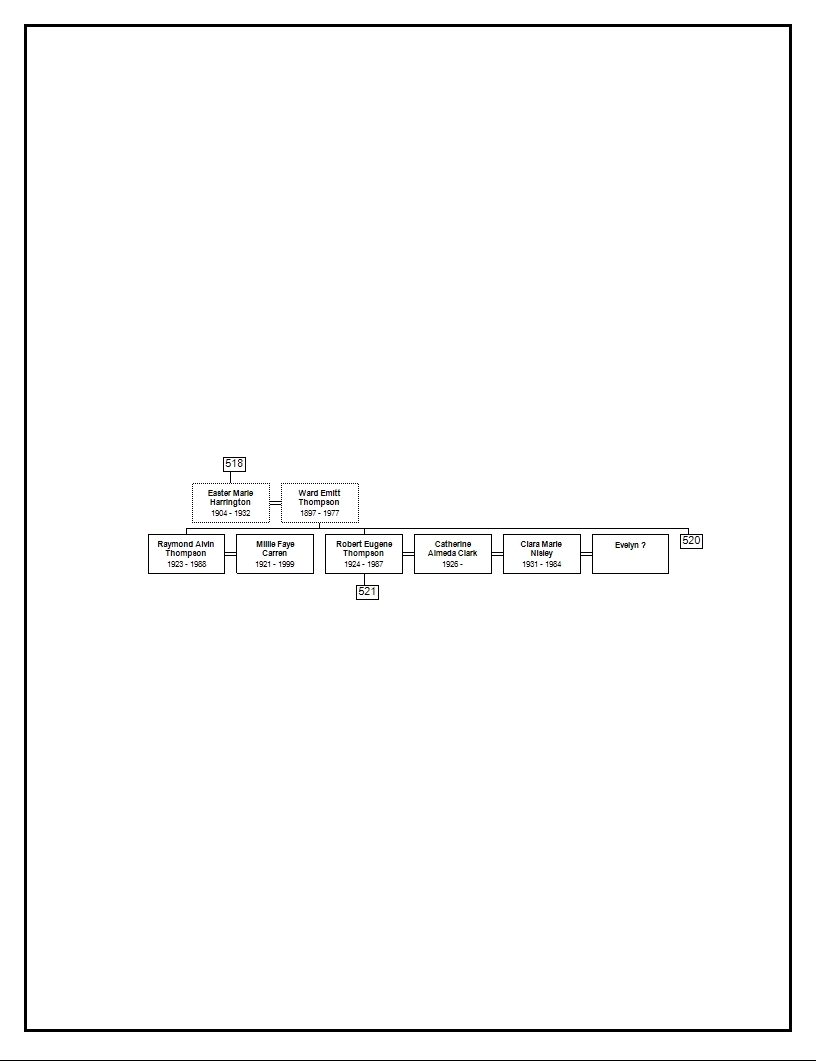 518
Easter Marie
Harrington
1904 - 1932
Ward Emitt
Thompson
1897 - 1977
Raymond Alvin
Thompson
1923 - 1988
Millie Faye
Carren
1921 - 1999
Robert Eugene
Thompson
1924 - 1987
Catherine
Almeda Clark
1926 -
Clara Marie
Nisley
1931 - 1984
Evelyn ?
520
521